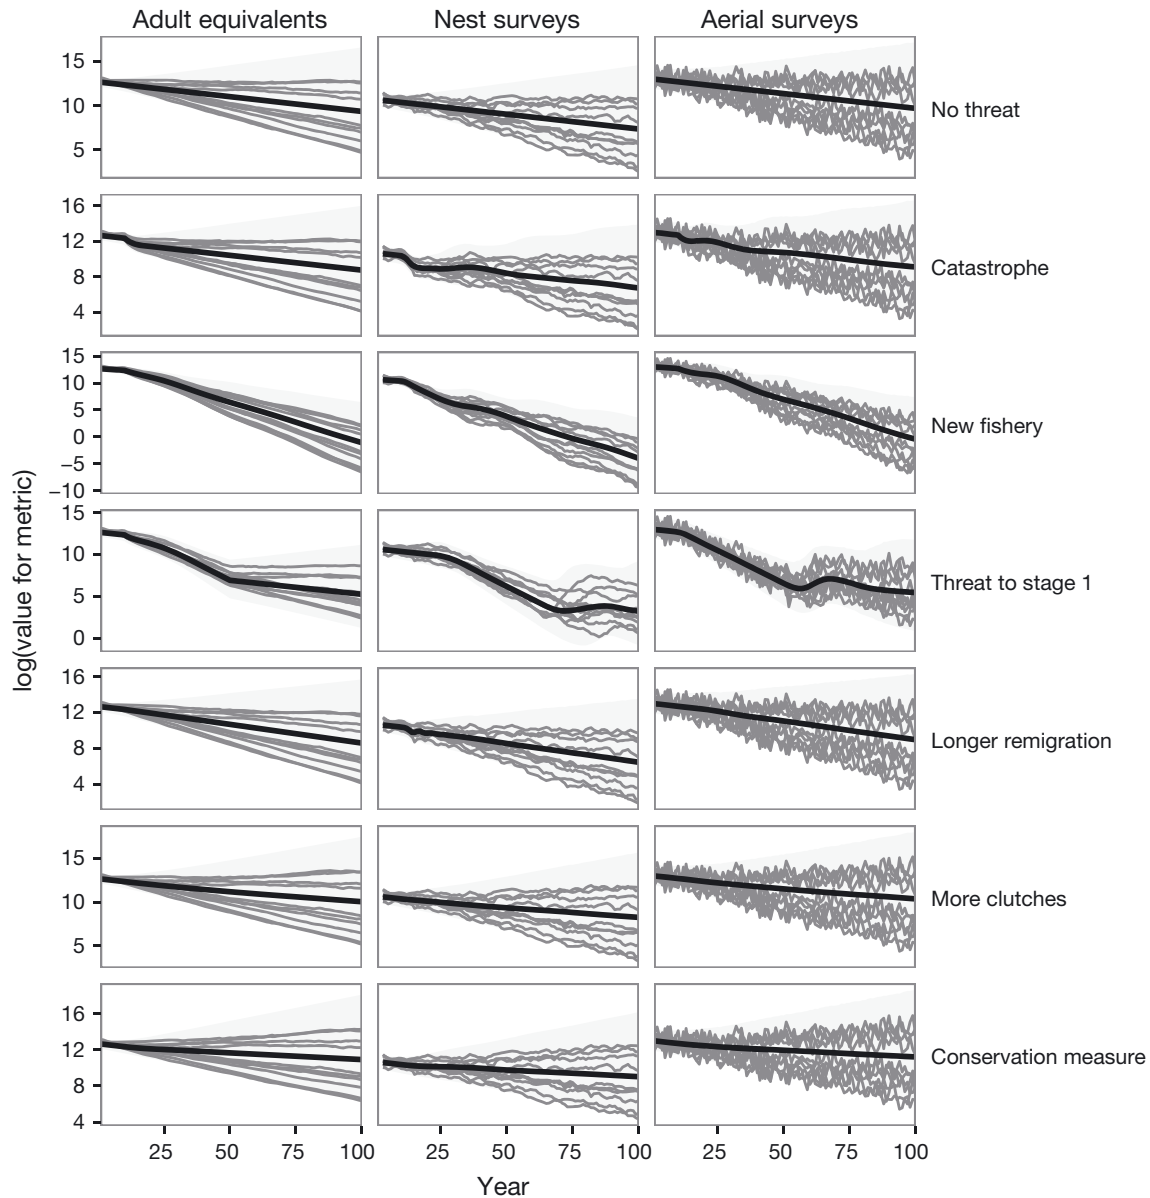 Adult equivalents Nest surveys Aerial surveys
15
10
5
No threat
16
12
8
4
Catastrophe
15
10
5
0
−5
−10
New fishery
15
10
5
0
Threat to stage 1
16
12
8
4
Longer remigration
15
10
5
More clutches
16
12
8
4
Conservation measure
log(value for metric)
25 50 75 100 25 50 75 100 25 50 75 100
Year